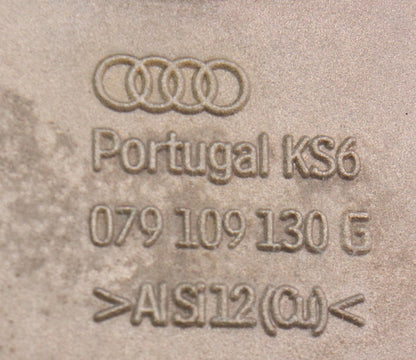 Portugal KS6
079 109 130 G
>AlSi12(Cu)<